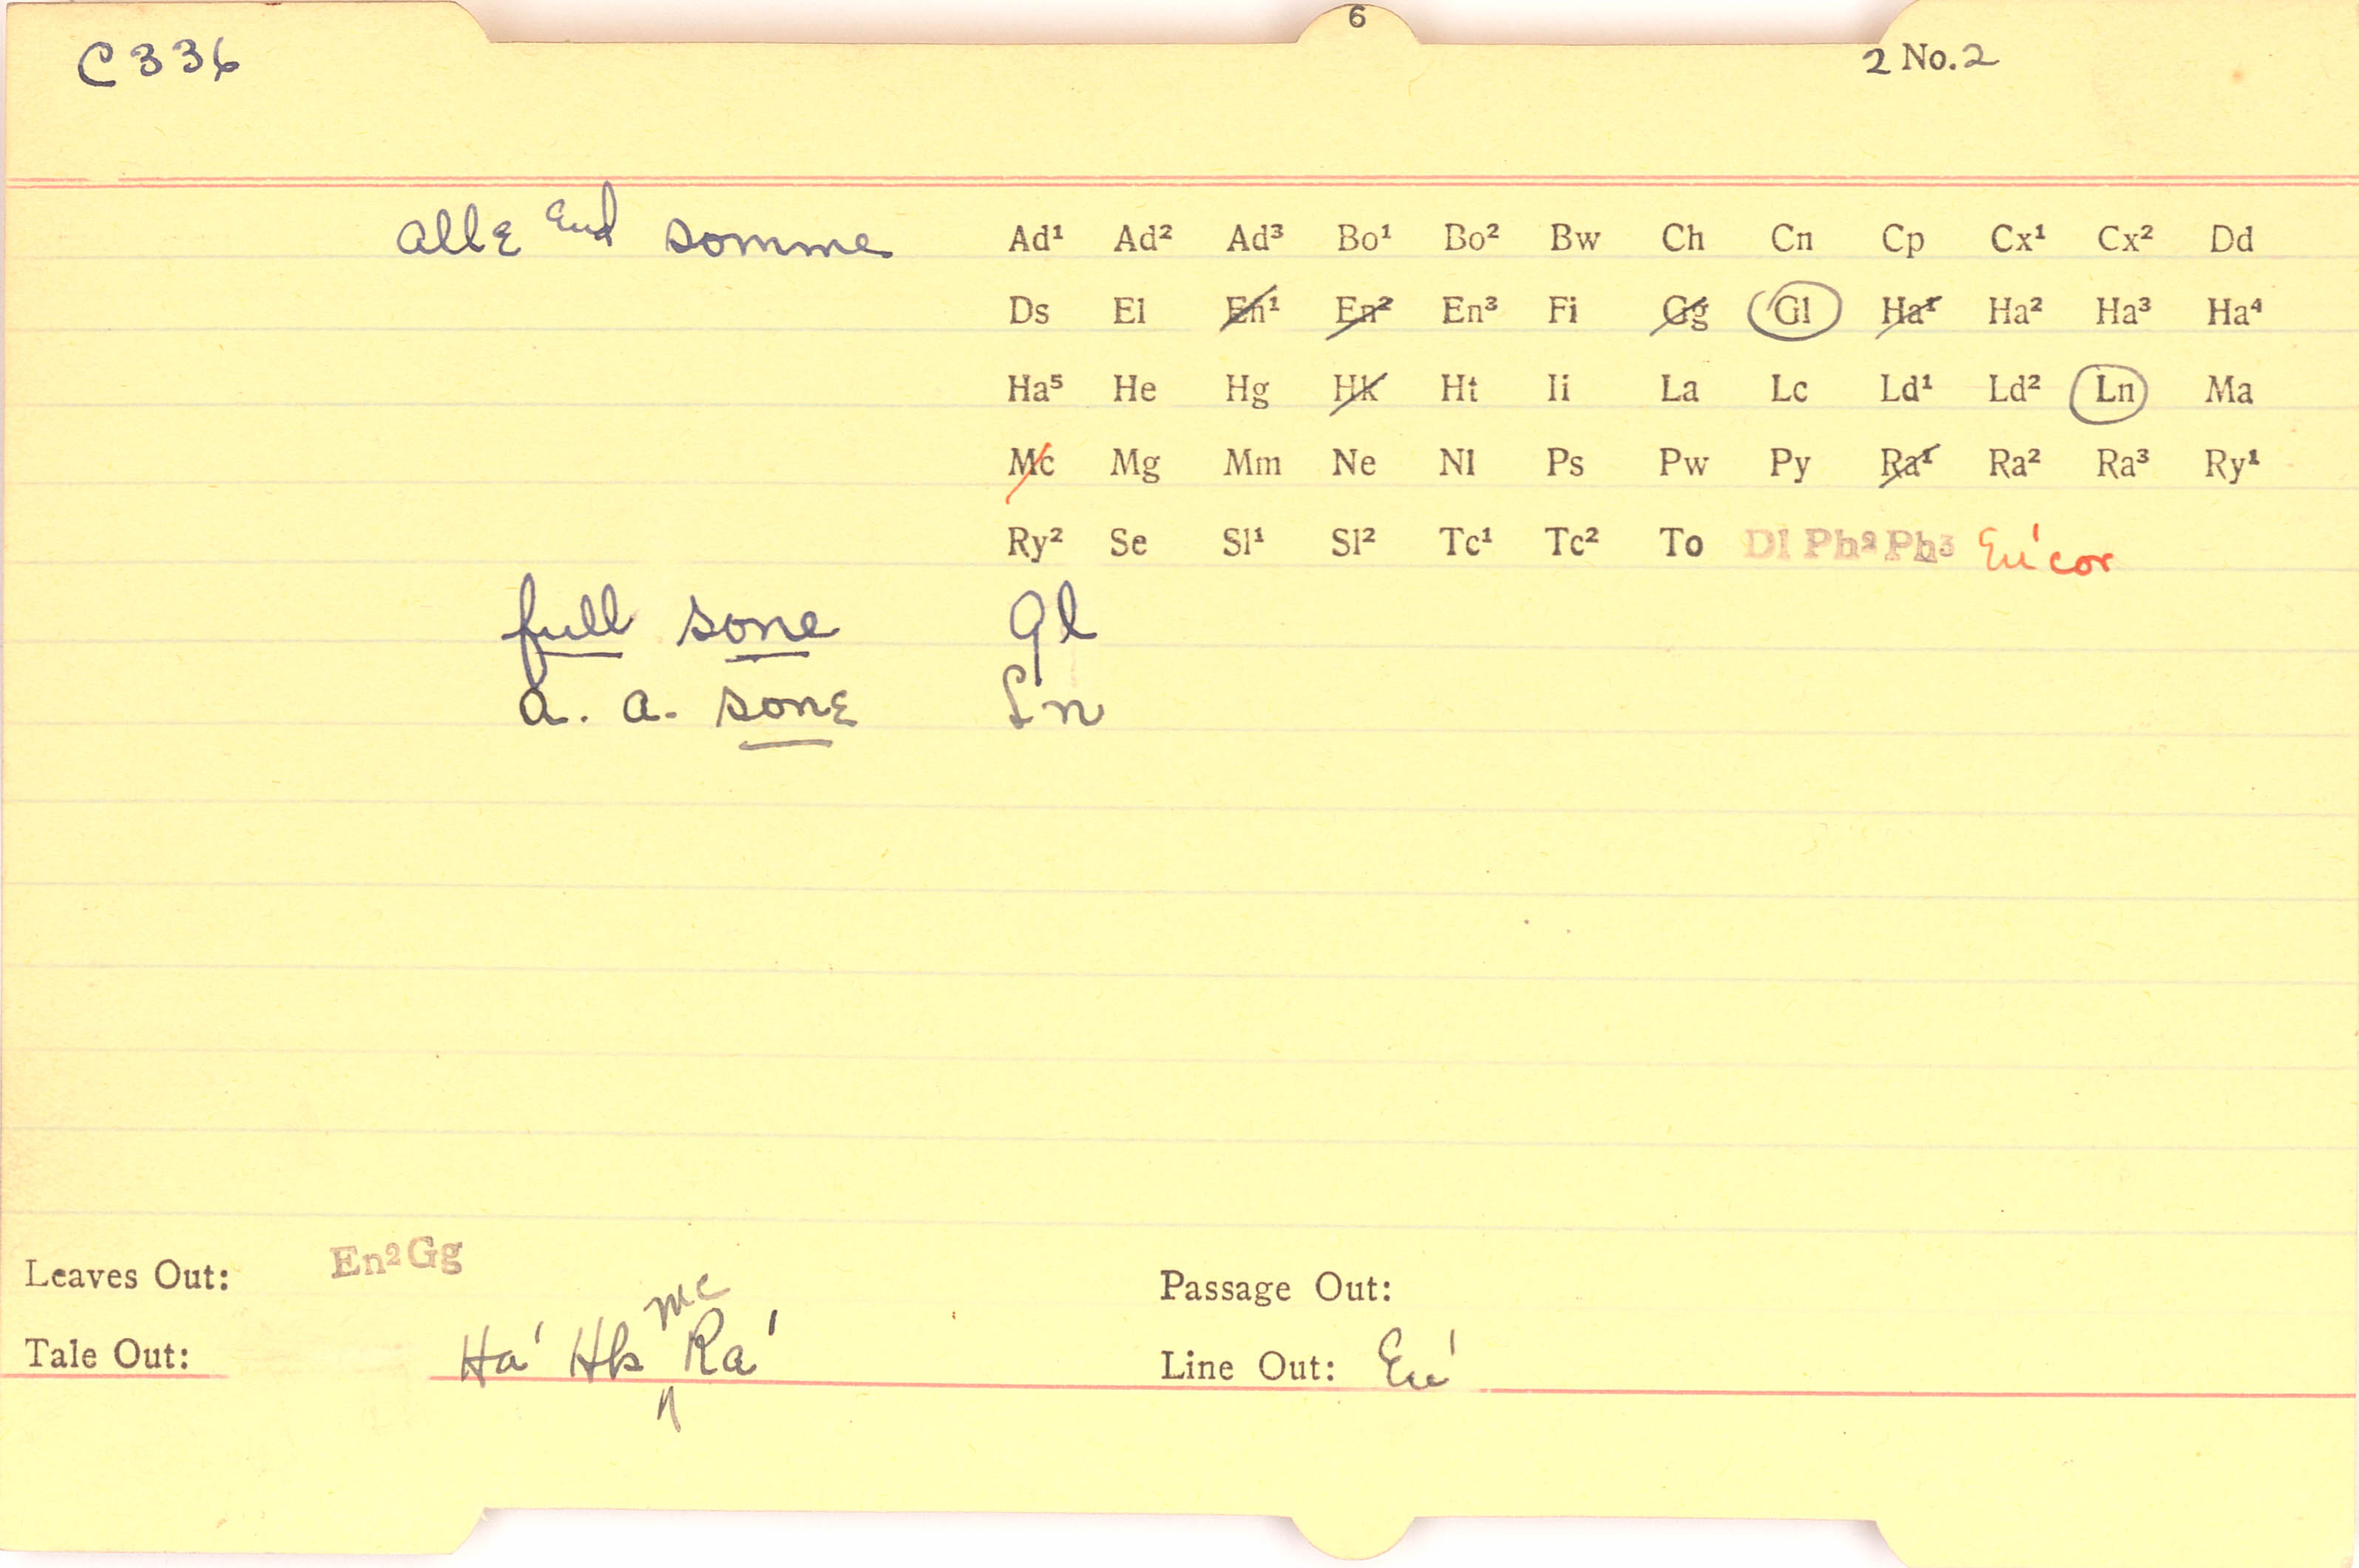 6
C 336 2 No. 2
alle End somme Ad¹ Ad² Ad³ Bo¹ Bo² Bw Ch Cn Cp Cx¹ Cx² Dd
Ds El En¹ En² En³ Fi Gg Gl Ha¹ Ha² Ha³ Ha⁴
Ha⁵ He Hg Hk Ht Ii La Lc Ld¹ Ld² Ln Ma
Mc Mg Mm Ne Nl Ps Pw Py Ra¹ Ra² Ra³ Ry¹
Ry² Se Sl¹ Sl² Tc¹ Tc² To Dl Ph² Ph³ En¹ cor
full sone Gl
a. a. sone Ln
Leaves Out: En² Gg Passage Out:
Tale Out: Ha¹ Hk Mc Ra¹ Line Out: En¹